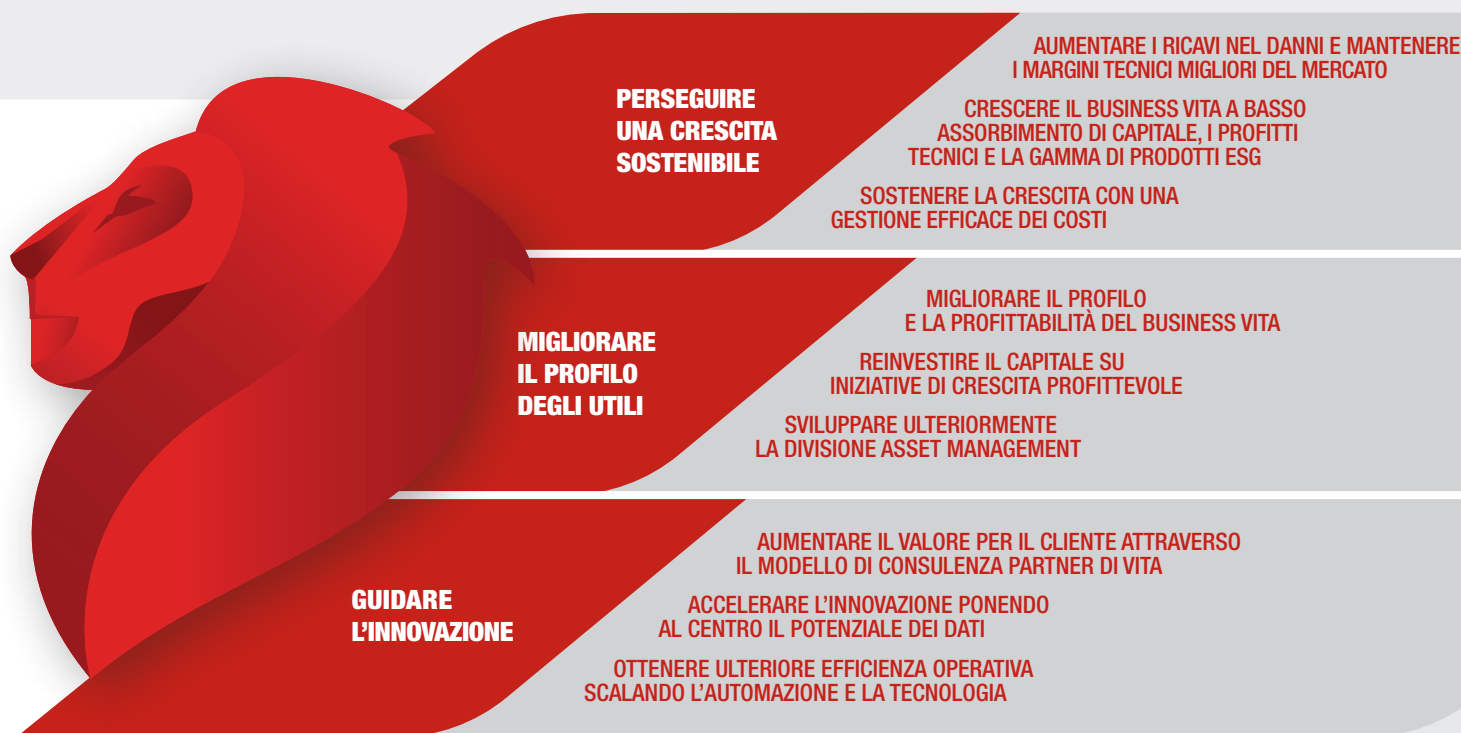 PERSEGUIRE
UNA CRESCITA
SOSTENIBILE
AUMENTARE I RICAVI NEL DANNI E MANTENERE
I MARGINI TECNICI MIGLIORI DEL MERCATO
CRESCERE IL BUSINESS VITA A BASSO
ASSORBIMENTO DI CAPITALE, I PROFITTI
TECNICI E LA GAMMA DI PRODOTTI ESG
SOSTENERE LA CRESCITA CON UNA
GESTIONE EFFICACE DEI COSTI
MIGLIORARE
IL PROFILO
DEGLI UTILI
MIGLIORARE IL PROFILO
E LA PROFITTABILITÀ DEL BUSINESS VITA
REINVESTIRE IL CAPITALE SU
INIZIATIVE DI CRESCITA PROFITTEVOLE
SVILUPPARE ULTERIORMENTE
LA DIVISIONE ASSET MANAGEMENT
GUIDARE
L’INNOVAZIONE
AUMENTARE IL VALORE PER IL CLIENTE ATTRAVERSO
IL MODELLO DI CONSULENZA PARTNER DI VITA
ACCELERARE L’INNOVAZIONE PONENDO
AL CENTRO IL POTENZIALE DEI DATI
OTTENERE ULTERIORE EFFICIENZA OPERATIVA
SCALANDO L’AUTOMAZIONE E LA TECNOLOGIA